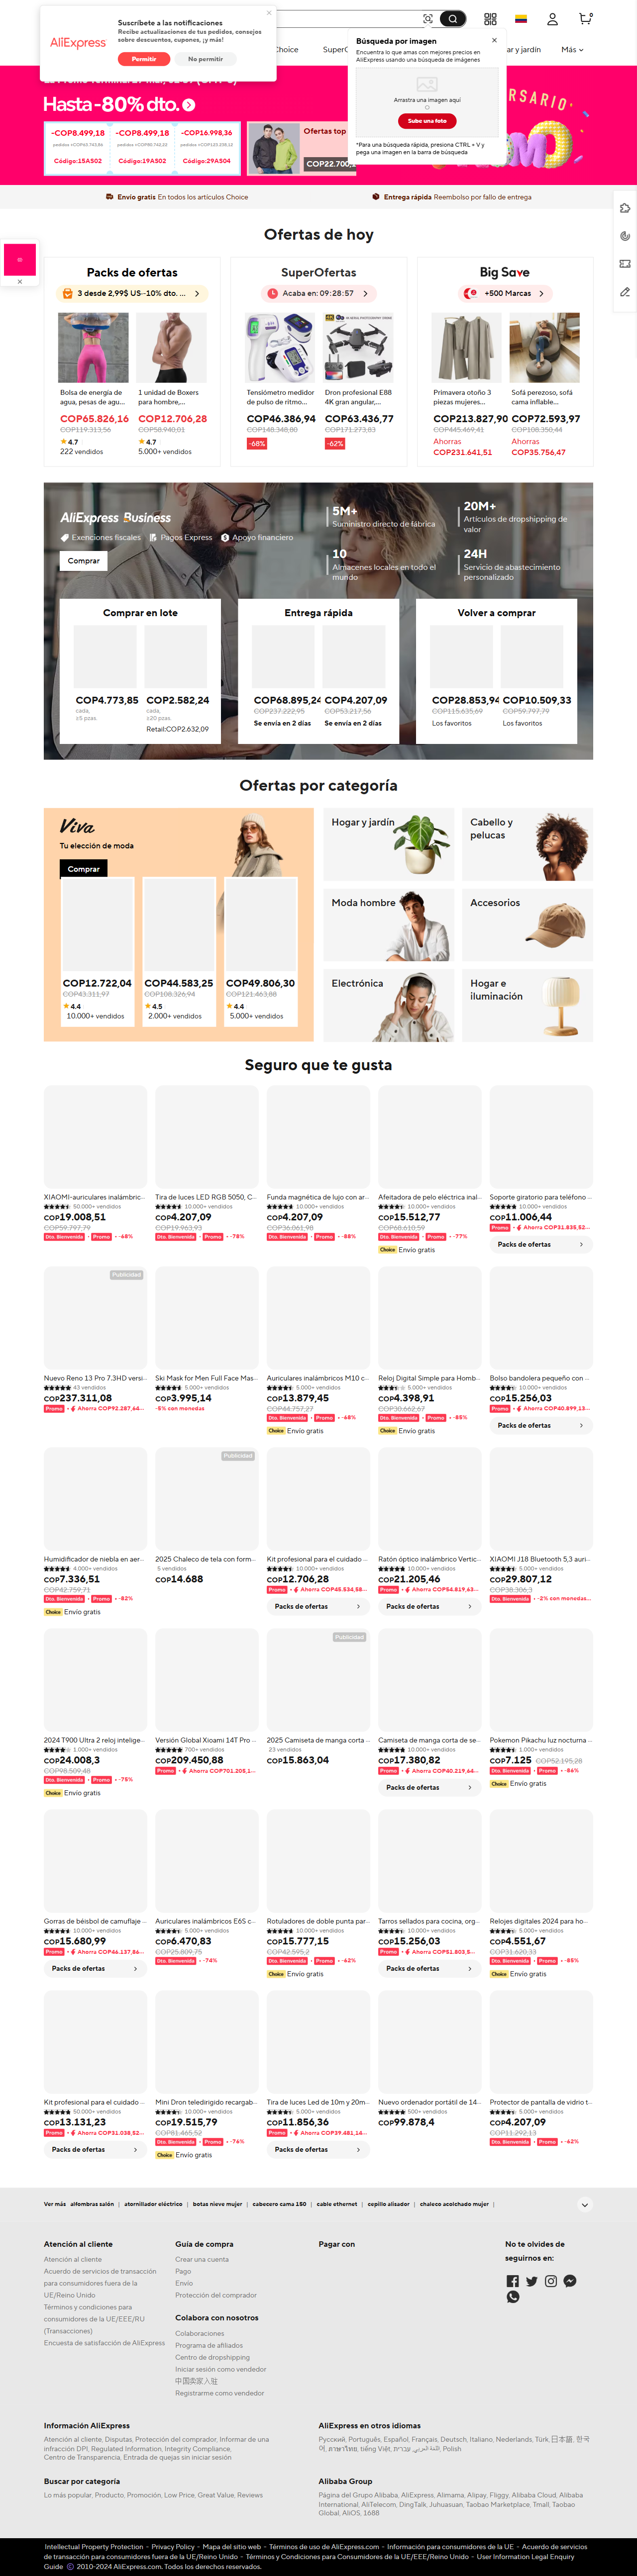 AliExpress
Suscríbete a las notificaciones
Recibe actualizaciones de tus pedidos, consejos
sobre descuentos, cupones, ¡y más!
Permitir
No permitir
Choice
Más
0
Búsqueda por imagen
Encuentra lo que amas con mejores precios en
AliExpress usando una búsqueda de imágenes
Arrastra una imagen aquí
O
Sube una foto
*Para una búsqueda rápida, presiona CTRL + V y
pega una imagen en la barra de búsqueda
Hasta -80% dto.
-COP8.499,18
-COP8.499,18
-COP16.998,36
Código:15AS02
Código:19AS02
Código:29AS04
Ofertas top
COP22.700,
Envío gratis En todos los artículos Choice
Entrega rápida Reembolso por fallo de entrega
Ofertas de hoy
Packs de ofertas
3 desde 2,99$ US--10% dto. ...
SuperOfertas
Acaba en: 09:28:57
Big Save
+500 Marcas
Bolsa de energía de
agua, pesas de agu...
COP65.826,16
COP119.313,56
4.7
222 vendidos
1 unidad de Boxers
para hombre,...
COP12.706,28
COP58.940,01
4.7
5.000+ vendidos
Tensiómetro medidor
de pulso de ritmo...
COP46.386,94
COP148.348,80
-68%
Dron profesional E88
4K gran angular,...
COP63.436,77
COP171.273,83
-62%
Primavera otoño 3
piezas mujeres...
COP213.827,90
COP445.469,41
Ahorras
COP231.641,51
Sofá perezoso, sofá
cama inflable...
COP72.593,97
COP108.350,44
Ahorras
COP35.756,47
AliExpress Business
Exenciones fiscales
Pagos Express
Apoyo financiero
Comprar
5M+
Suministro directo de fábrica
20M+
Artículos de dropshipping de
valor
10
Almacenes locales en todo el
mundo
24H
Servicio de abastecimiento
personalizado
Comprar en lote
COP4.773,85
cada,
≥5 pzas.
COP2.582,24
cada,
≥20 pzas.
Retail:COP2.632,09
Entrega rápida
COP68.895,24
COP237.222,95
Se envía en 2 días
COP4.207,09
COP53.217,56
Se envía en 2 días
Volver a comprar
COP28.853,94
COP115.635,69
Los favoritos
COP10.509,33
COP59.797,79
Los favoritos
Ofertas por categoría
Viva
Tu elección de moda
Comprar
COP12.722,04
COP43.311,97
4.4
10.000+ vendidos
COP44.583,25
COP108.326,94
4.5
2.000+ vendidos
COP49.806,30
COP121.463,88
4.4
5.000+ vendidos
Hogar y jardín
Cabello y
pelucas
Moda hombre
Accesorios
Electrónica
Hogar e
iluminación
Seguro que te gusta
XIAOMI-auriculares inalámbric...
50.000+ vendidos
COP19.008,51
COP59.797,79
Dto. Bienvenida Promo -68%
Tira de luces LED RGB 5050, C...
10.000+ vendidos
COP4.207,09
COP19.963,93
Dto. Bienvenida Promo -78%
Funda magnética de lujo con ar...
10.000+ vendidos
COP4.207,09
COP36.061,98
Dto. Bienvenida Promo -88%
Afeitadora de pelo eléctrica inal...
10.000+ vendidos
COP15.512,77
COP68.610,59
Dto. Bienvenida Promo -77%
Choice Envío gratis
Soporte giratorio para teléfono ...
10.000+ vendidos
COP11.006,44
Promo Ahorra COP31.835,52...
Packs de ofertas
Publicidad
Nuevo Reno 13 Pro 7.3HD versi...
43 vendidos
COP237.311,08
Promo Ahorra COP92.287,64...
Ski Mask for Men Full Face Mas...
5.000+ vendidos
COP3.995,14
-5% con monedas
Auriculares inalámbricos M10 c...
5.000+ vendidos
COP13.879,45
COP44.757,27
Dto. Bienvenida Promo -68%
Choice Envío gratis
Reloj Digital Simple para Homb...
5.000+ vendidos
COP4.398,91
COP30.662,67
Dto. Bienvenida Promo -85%
Choice Envío gratis
Bolso bandolera pequeño con ...
10.000+ vendidos
COP15.256,03
Promo Ahorra COP40.899,13...
Packs de ofertas
Humidificador de niebla en aer...
4.000+ vendidos
COP7.336,51
COP42.759,71
Dto. Bienvenida Promo -82%
Choice Envío gratis
Publicidad
2025 Chaleco de tela con form...
5 vendidos
COP14.688
Kit profesional para el cuidado ...
10.000+ vendidos
COP12.706,28
Promo Ahorra COP45.534,58...
Packs de ofertas
Ratón óptico inalámbrico Vertic...
10.000+ vendidos
COP21.205,46
Promo Ahorra COP54.819,43...
Packs de ofertas
XIAOMI J18 Bluetooth 5,3 auri...
5.000+ vendidos
COP29.807,12
COP38.306,3
Dto. Bienvenida -2% con monedas...
2024 T900 Ultra 2 reloj intelige...
1.000+ vendidos
COP24.008,3
COP98.509,48
Dto. Bienvenida Promo -75%
Choice Envío gratis
Versión Global Xioami 14T Pro ...
700+ vendidos
COP209.450,88
Promo Ahorra COP701.205,1...
Publicidad
2025 Camiseta de manga corta ...
23 vendidos
COP15.863,04
Camiseta de manga corta de se...
10.000+ vendidos
COP17.380,82
Promo Ahorra COP40.219,64...
Packs de ofertas
Pokemon Pikachu luz nocturna ...
1.000+ vendidos
COP7.125 COP52.195,28
Dto. Bienvenida Promo -86%
Choice Envío gratis
Gorras de béisbol de camuflaje ...
10.000+ vendidos
COP15.680,99
Promo Ahorra COP46.137,86...
Packs de ofertas
Auriculares inalámbricos E6S c...
5.000+ vendidos
COP6.470,83
COP25.809,75
Dto. Bienvenida -74%
Rotuladores de doble punta par...
10.000+ vendidos
COP15.777,15
COP42.595,2
Dto. Bienvenida Promo -62%
Choice Envío gratis
Tarros sellados para cocina, org...
10.000+ vendidos
COP15.256,03
Promo Ahorra COP51.803,5...
Packs de ofertas
Relojes digitales 2024 para ho...
5.000+ vendidos
COP4.551,67
COP31.620,33
Dto. Bienvenida Promo -85%
Choice Envío gratis
Kit profesional para el cuidado ...
50.000+ vendidos
COP13.131,23
Promo Ahorra COP31.038,52...
Packs de ofertas
Mini Dron teledirigido recargab...
10.000+ vendidos
COP19.515,79
COP81.465,52
Dto. Bienvenida Promo -76%
Choice Envío gratis
Tira de luces Led de 10m y 20m...
5.000+ vendidos
COP11.856,36
Promo Ahorra COP39.481,14...
Packs de ofertas
Nuevo ordenador portátil de 14...
500+ vendidos
COP99.878,4
Protector de pantalla de vidrio t...
5.000+ vendidos
COP4.207,09
COP11.292,13
Dto. Bienvenida Promo -62%
Ver más alfombras salón | atornillador eléctrico | botas nieve mujer | cabecero cama 150 | cable ethernet | cepillo alisador | chaleco acolchado mujer |
Atención al cliente
Atención al cliente
Acuerdo de servicios de transacción
para consumidores fuera de la
UE/Reino Unido
Términos y condiciones para
consumidores de la UE/EEE/RU
(Transacciones)
Encuesta de satisfacción de AliExpress
Guía de compra
Crear una cuenta
Pago
Envío
Protección del comprador
Colabora con nosotros
Colaboraciones
Programa de afiliados
Centro de dropshipping
Iniciar sesión como vendedor
中国卖家入驻
Registrarme como vendedor
Pagar con
No te olvides de
seguirnos en:
Información AliExpress
Atención al cliente, Disputas, Protección del comprador, Informar de una
infracción DPI, Regulated Information, Integrity Compliance,
Centro de Transparencia, Entrada de quejas sin iniciar sesión
AliExpress en otros idiomas
Русский, Português, Español, Français, Deutsch, Italiano, Nederlands, Türk, 日本語, 한국
어, ภาษาไทย, tiếng Việt, עברית, اللغة العربية, Polish
Buscar por categoría
Lo más popular, Producto, Promoción, Low Price, Great Value, Reviews
Alibaba Group
Página del Grupo Alibaba, AliExpress, Alimama, Alipay, Fliggy, Alibaba Cloud, Alibaba
International, AliTelecom, DingTalk, Juhuasuan, Taobao Marketplace, Tmall, Taobao
Global, AliOS, 1688
Intellectual Property Protection - Privacy Policy - Mapa del sitio web - Términos de uso de AliExpress.com - Información para consumidores de la UE - Acuerdo de servicios
de transacción para consumidores fuera de la UE/Reino Unido - Términos y Condiciones para Consumidores de la UE/EEE/Reino Unido - User Information Legal Enquiry
Guide © 2010-2024 AliExpress.com. Todos los derechos reservados.